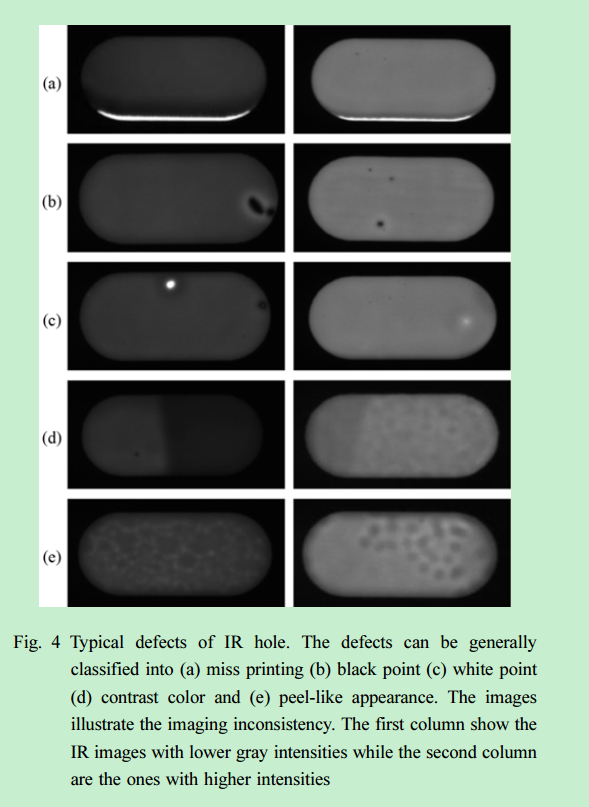 (a)
(b)
(c)
(d)
(e)
Fig. 4 Typical defects of IR hole. The defects can be generally
classified into (a) miss printing (b) black point (c) white point
(d) contrast color and (e) peel-like appearance. The images
illustrate the imaging inconsistency. The first column show the
IR images with lower gray intensities while the second column
are the ones with higher intensities